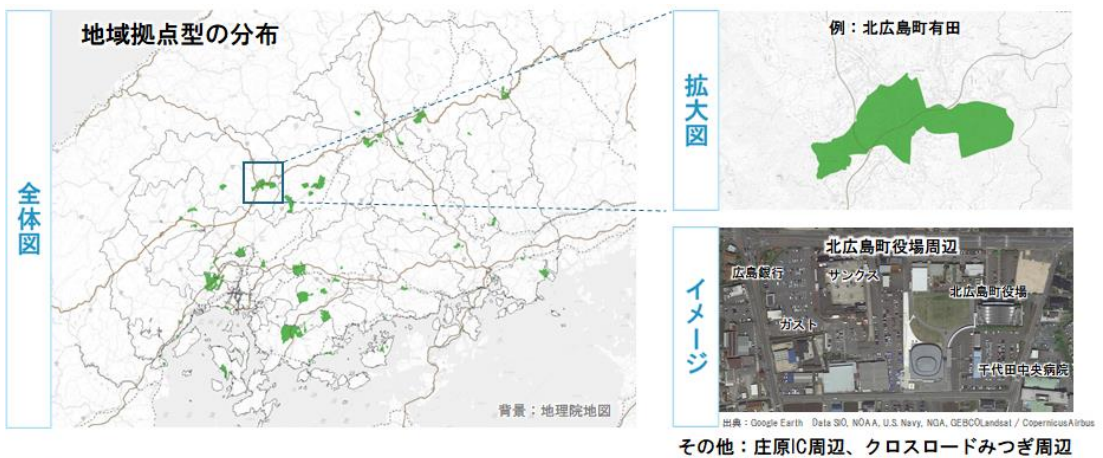 全体図
地域拠点型の分布
背景：地理院地図
拡大図
例：北広島町有田
イメージ
北広島町役場周辺
広島銀行
サンクス
北広島町役場
ガスト
千代田中央病院
出典：Google Earth Data SIO, NOAA, U.S. Navy, NGA, GEBCOLandsat / CopernicusAirbus
その他：庄原IC周辺、クロスロードみつぎ周辺